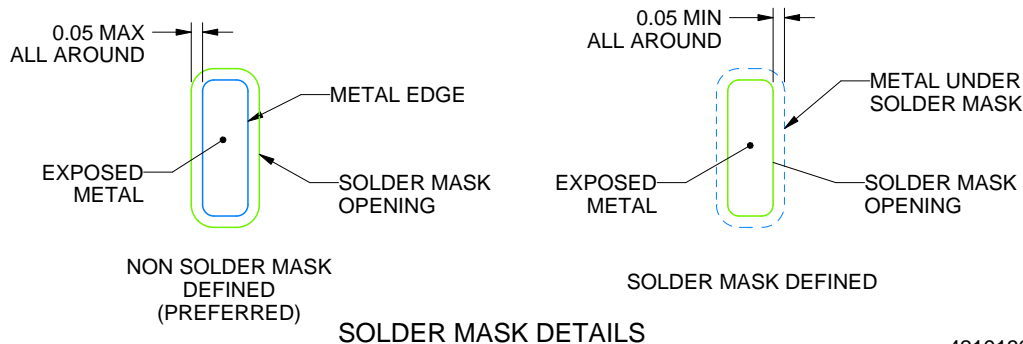 0.05 MAX
ALL AROUND
METAL EDGE
EXPOSED
METAL
SOLDER MASK
OPENING
NON SOLDER MASK
DEFINED
(PREFERRED)
0.05 MIN
ALL AROUND
METAL UNDER
SOLDER MASK
EXPOSED
METAL
SOLDER MASK
OPENING
SOLDER MASK DEFINED
SOLDER MASK DETAILS